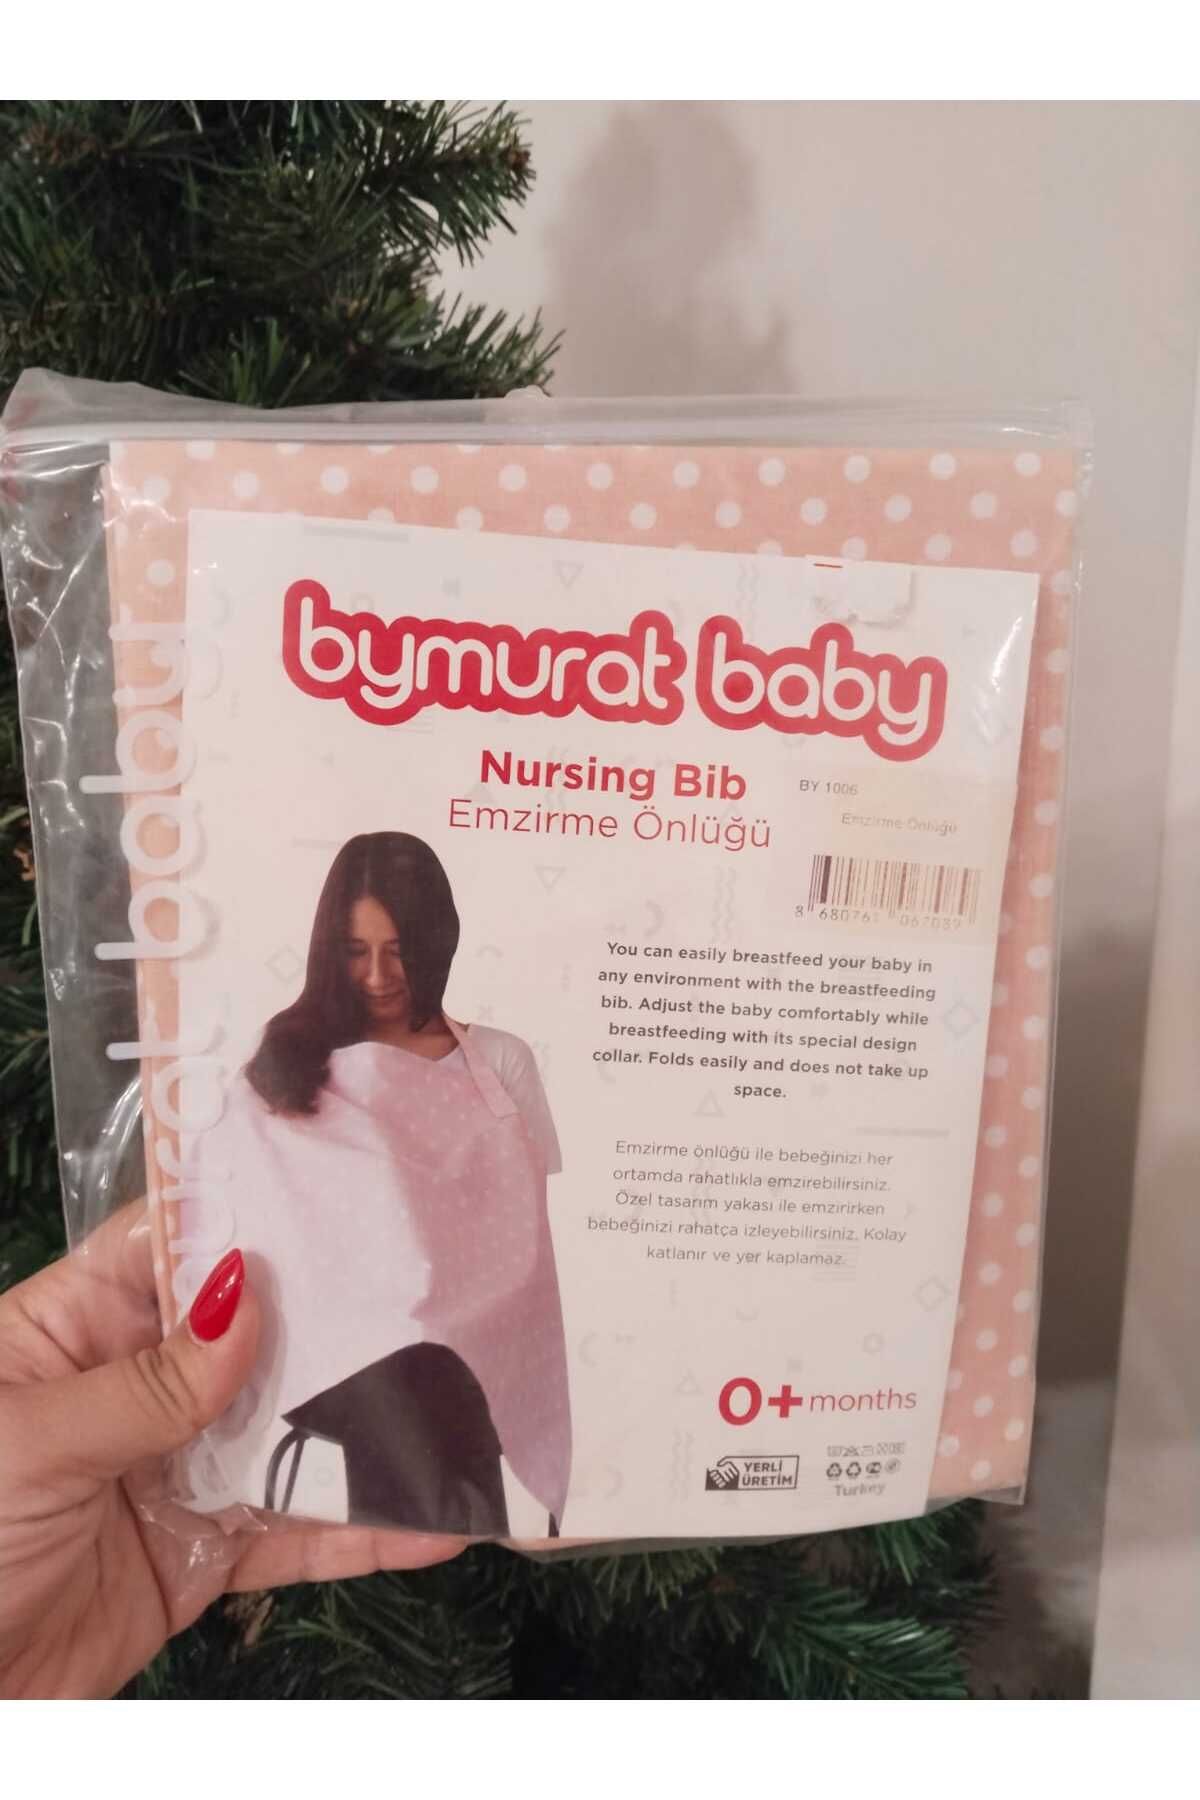 bymurat baby
Nursing Bib
Emzirme Önlüğü
BY 1006
Emzirme Önlüğü
You can easily breastfeed your baby in
any environment with the breastfeeding
bib. Adjust the baby comfortably while
breastfeeding with its special design
collar. Folds easily and does not take up
space.
Emzirme önlüğü ile bebeğinizi her
ortamda rahatlıkla emzirebilirsiniz.
Özel tasarım yakası ile emzirirken
bebeğinizi rahatça izleyebilirsiniz. Kolay
katlanır ve yer kaplamaz.
0+ months
YERLİ
ÜRETİM
Turkey
baby